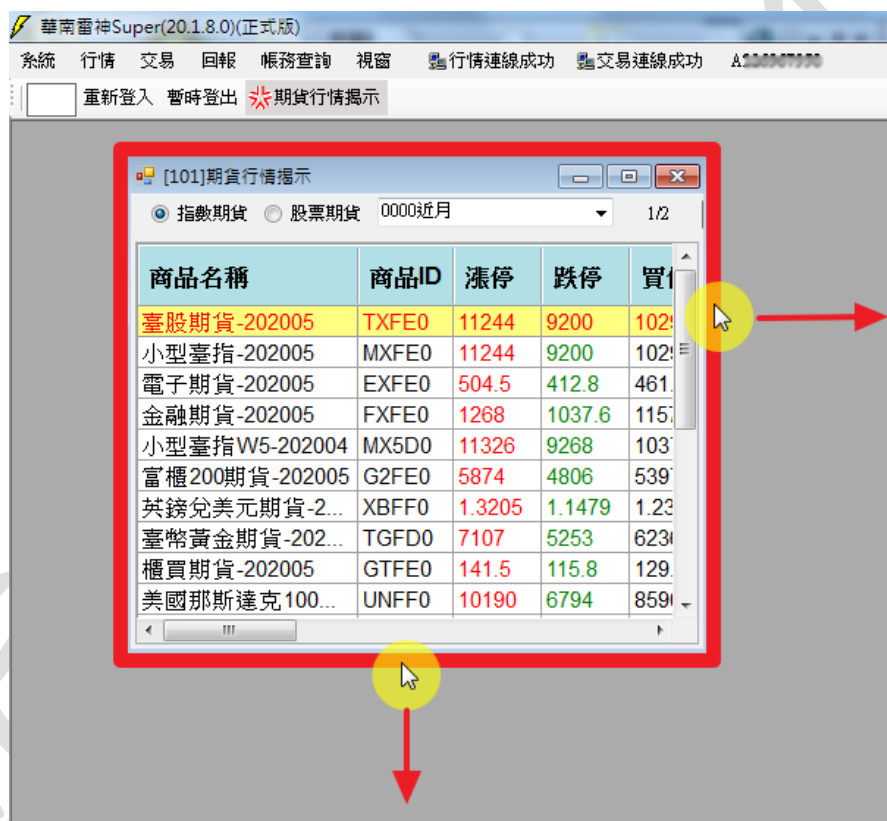 華南雷神Super(20.1.8.0)(正式版)
系統 行情 交易 回報 帳務查詢 視窗 行情連線成功 交易連線成功
重新登入 暫時登出 期貨行情揭示
[101]期貨行情揭示
指數期貨 股票期貨 0000近月 1/2
商品名稱 商品ID 漲停 跌停
臺股期貨-202005 TXFE0 11244 9200
小型臺指-202005 MXFE0 11244 9200
電子期貨-202005 EXFE0 504.5 412.8 461.
金融期貨-202005 FXFE0 1268 1037.6
小型臺指W5-202004 MX5D0 11326 9268
富櫃200期貨-202005 G2FE0 5874 4806
英鎊兌美元期貨-2... XBFF0 1.3205 1.1479 1.23
臺幣黃金期貨-202... TGFD0 7107 5253
櫃買期貨-202005 GTFE0 141.5 115.8 129.
美國那斯達克100... UNFF0 10190 6794